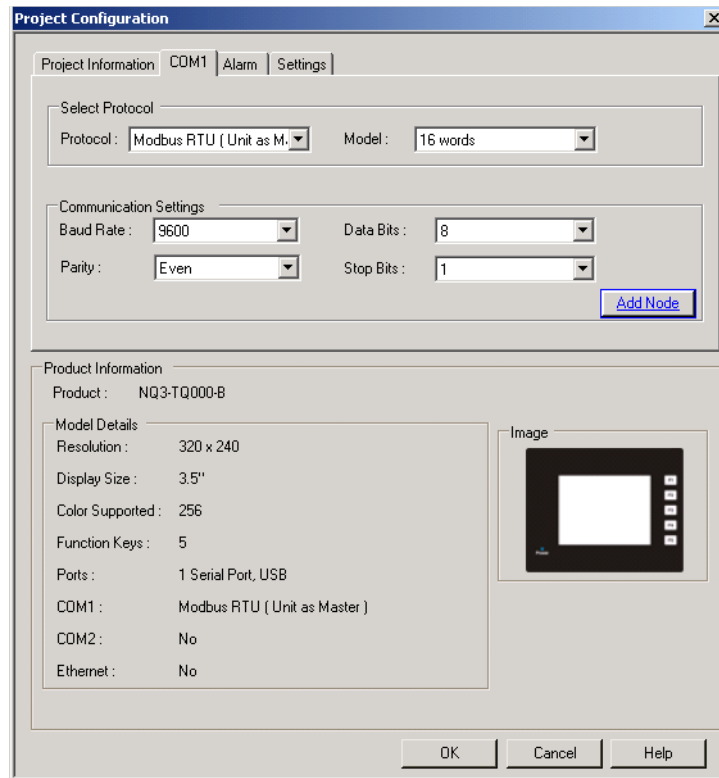 Project Configuration
Project Information COM1 Alarm Settings
Select Protocol
Protocol : Modbus RTU ( Unit as M Model : 16 words
Communication Settings
Baud Rate : 9600 Data Bits : 8
Parity : Even Stop Bits : 1
Add Node
Product Information
Product : NQ3-TQ000-B
Model Details
Image
Resolution : 320 x 240
Display Size : 3.5''
Color Supported : 256
Function Keys : 5
Ports : 1 Serial Port, USB
COM1 : Modbus RTU ( Unit as Master )
COM2 : No
Ethernet : No
OK Cancel Help